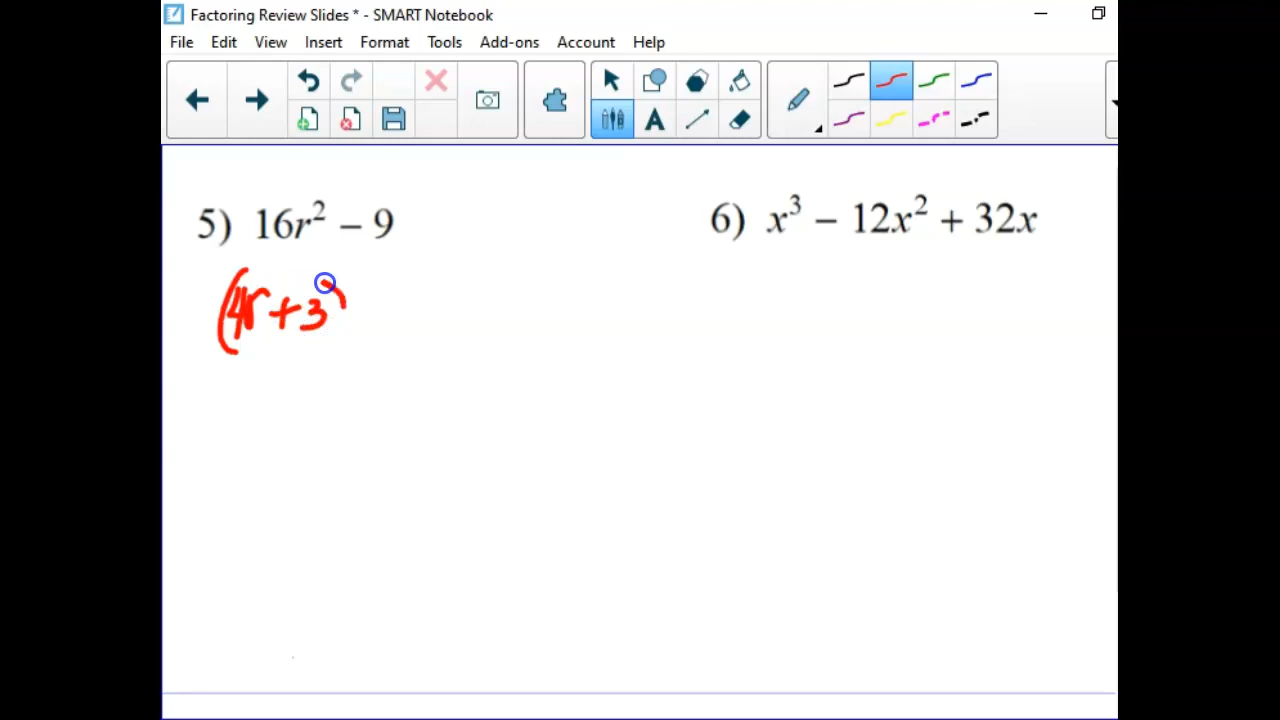 Factoring Review Slides * - SMART Notebook
File Edit View Insert Format Tools Add-ons Account Help
5) 16r² – 9
6) x³ – 12x² + 32x
(4r + 3)